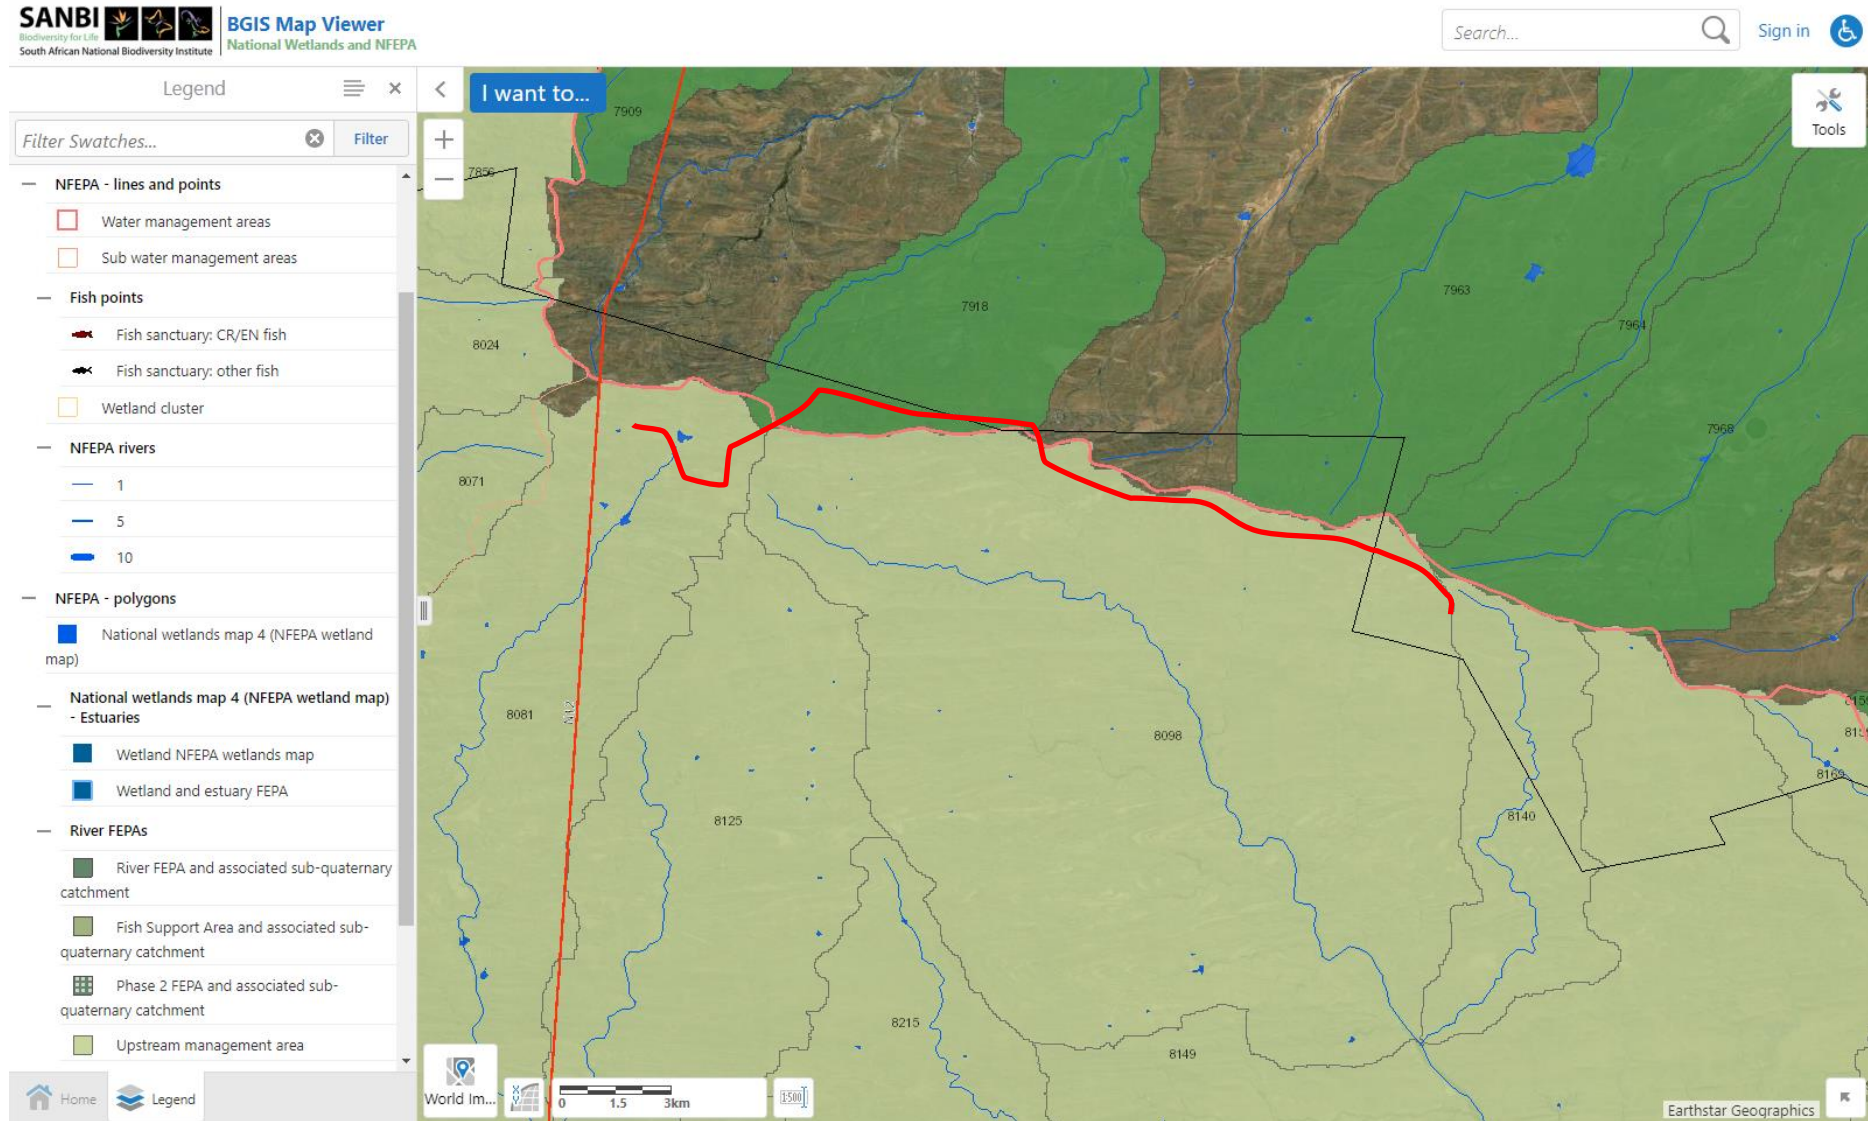 SANBI
Biodiversity for Life
South African National Biodiversity Institute
BGIS Map Viewer
National Wetlands and NFEPA
Search...
Sign in
Legend
Filter Swatches...
Filter
NFEPA - lines and points
Water management areas
Sub water management areas
Fish points
Fish sanctuary: CR/EN fish
Fish sanctuary: other fish
Wetland cluster
NFEPA rivers
1
5
10
NFEPA - polygons
National wetlands map 4 (NFEPA wetland
map)
National wetlands map 4 (NFEPA wetland map)
- Estuaries
Wetland NFEPA wetlands map
Wetland and estuary FEPA
River FEPAs
River FEPA and associated sub-quaternary
catchment
Fish Support Area and associated sub-
quaternary catchment
Phase 2 FEPA and associated sub-
quaternary catchment
Upstream management area
Home
Legend
I want to...
Tools
7909
7856
7918
7963
7964
8024
7968
8071
8081
N12
8098
8125
8140
8169
8215
8149
World Im...
0
1.5
3km
1:500
Earthstar Geographics